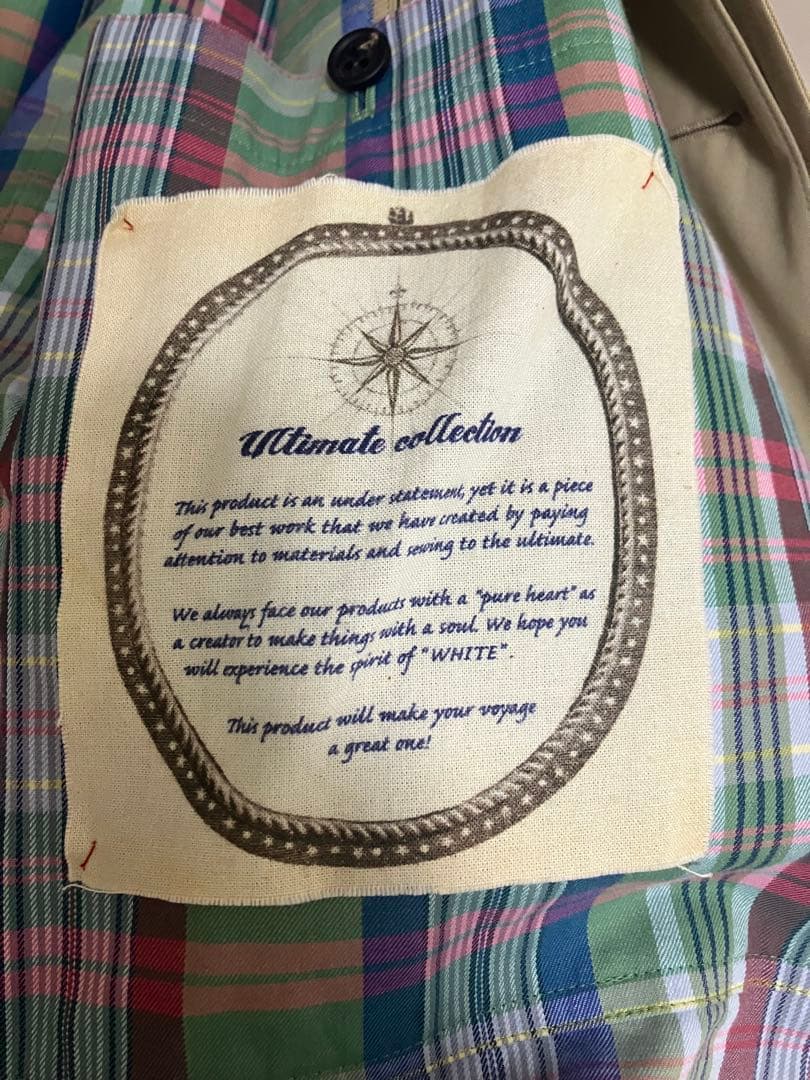 Ultimate collection
This product is an under statement, yet it is a piece
of our best work that we have created by paying
attention to materials and sewing to the ultimate.
We always face our products with a "pure heart" as
a creator to make things with a soul. We hope you
will experience the spirit of "WHITE".
This product will make your voyage
a great one!